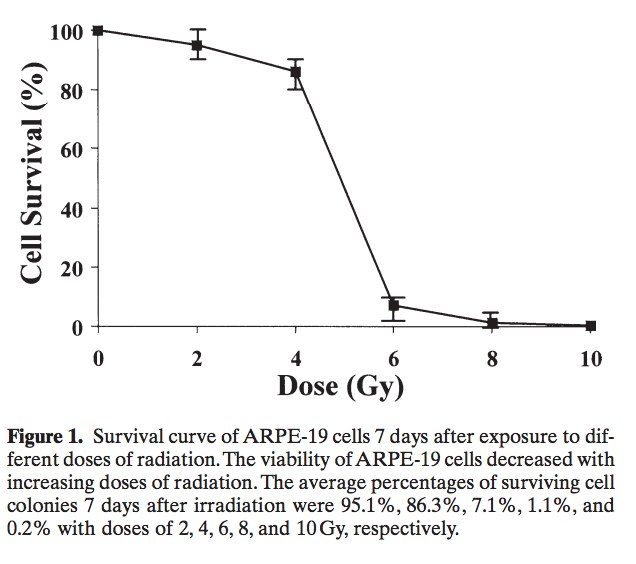 Cell Survival (%)
100
80
60
40
20
0
0 2 4 6 8 10
Dose (Gy)
Figure 1. Survival curve of ARPE-19 cells 7 days after exposure to dif-
ferent doses of radiation. The viability of ARPE-19 cells decreased with
increasing doses of radiation. The average percentages of surviving cell
colonies 7 days after irradiation were 95.1%, 86.3%, 7.1%, 1.1%, and
0.2% with doses of 2, 4, 6, 8, and 10 Gy, respectively.